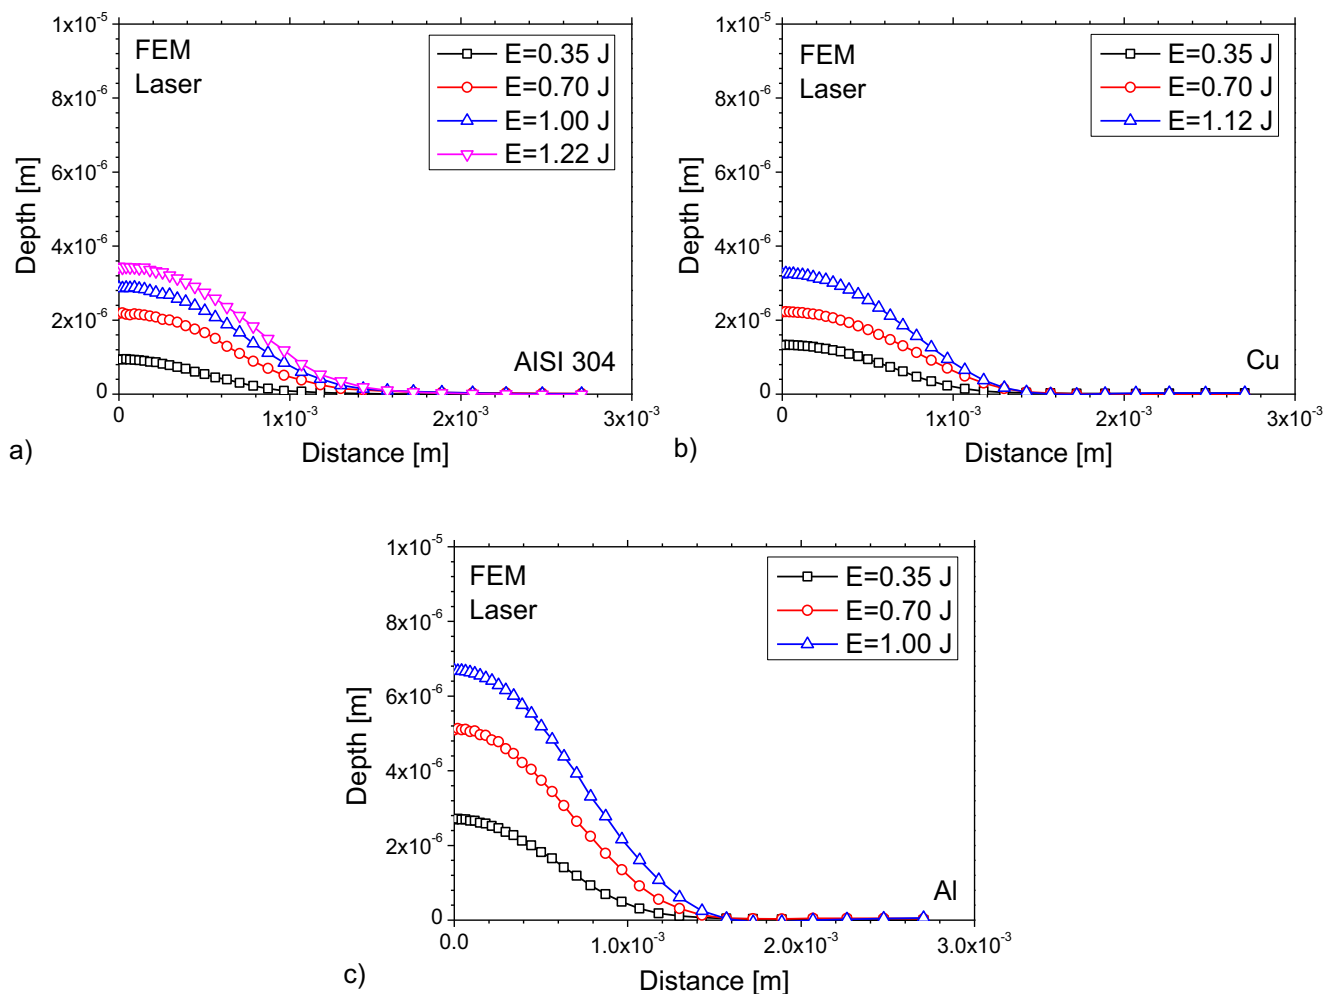 1x10⁻⁵
8x10⁻⁶
6x10⁻⁶
4x10⁻⁶
2x10⁻⁶
0
Depth [m]
FEM
Laser
E=0.35 J
E=0.70 J
E=1.00 J
E=1.22 J
AISI 304
0
1x10⁻³
2x10⁻³
3x10⁻³
Distance [m]
a)
1x10⁻⁵
8x10⁻⁶
6x10⁻⁶
4x10⁻⁶
2x10⁻⁶
0
Depth [m]
FEM
Laser
E=0.35 J
E=0.70 J
E=1.12 J
Cu
0
1x10⁻³
2x10⁻³
3x10⁻³
Distance [m]
b)
1x10⁻⁵
8x10⁻⁶
6x10⁻⁶
4x10⁻⁶
2x10⁻⁶
0
Depth [m]
FEM
Laser
E=0.35 J
E=0.70 J
E=1.00 J
Al
0.0
1.0x10⁻³
2.0x10⁻³
3.0x10⁻³
Distance [m]
c)